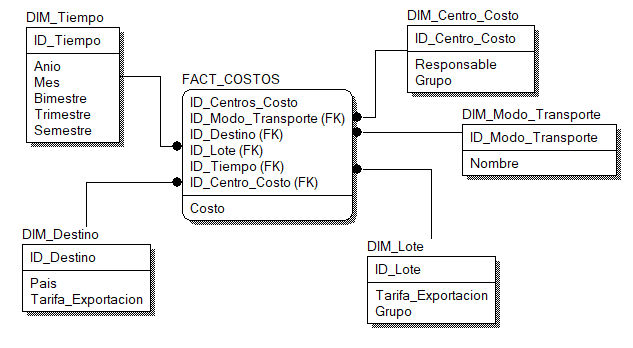 DIM_Tiempo
ID_Tiempo
Anio
Mes
Bimestre
Trimestre
Semestre
FACT_COSTOS
ID_Centros_Costo
ID_Modo_Transporte (FK)
ID_Destino (FK)
ID_Lote (FK)
ID_Tiempo (FK)
ID_Centro_Costo (FK)
Costo
DIM_Centro_Costo
ID_Centro_Costo
Responsable
Grupo
DIM_Modo_Transporte
ID_Modo_Transporte
Nombre
DIM_Destino
ID_Destino
Pais
Tarifa_Exportacion
DIM_Lote
ID_Lote
Tarifa_Exportacion
Grupo